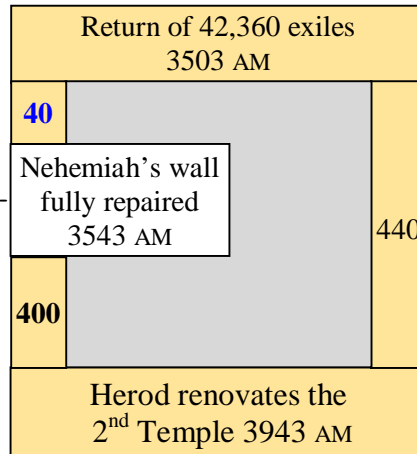 Return of 42,360 exiles
3503 AM
40
Nehemiah's wall
fully repaired
3543 AM
440
400
Herod renovates the
2nd Temple 3943 AM